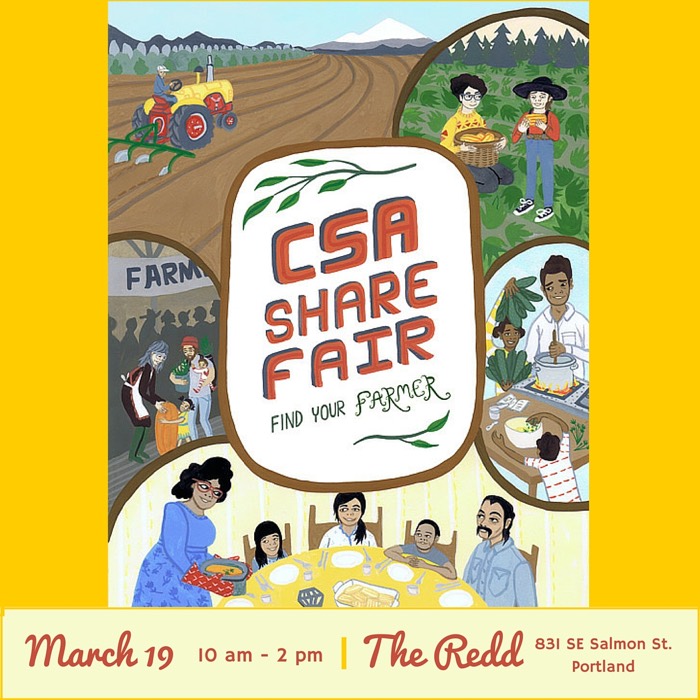 FARM
CSA
SHARE
FAIR
FIND YOUR FARMER
March 19 10 am - 2 pm | The Redd 831 SE Salmon St.
Portland